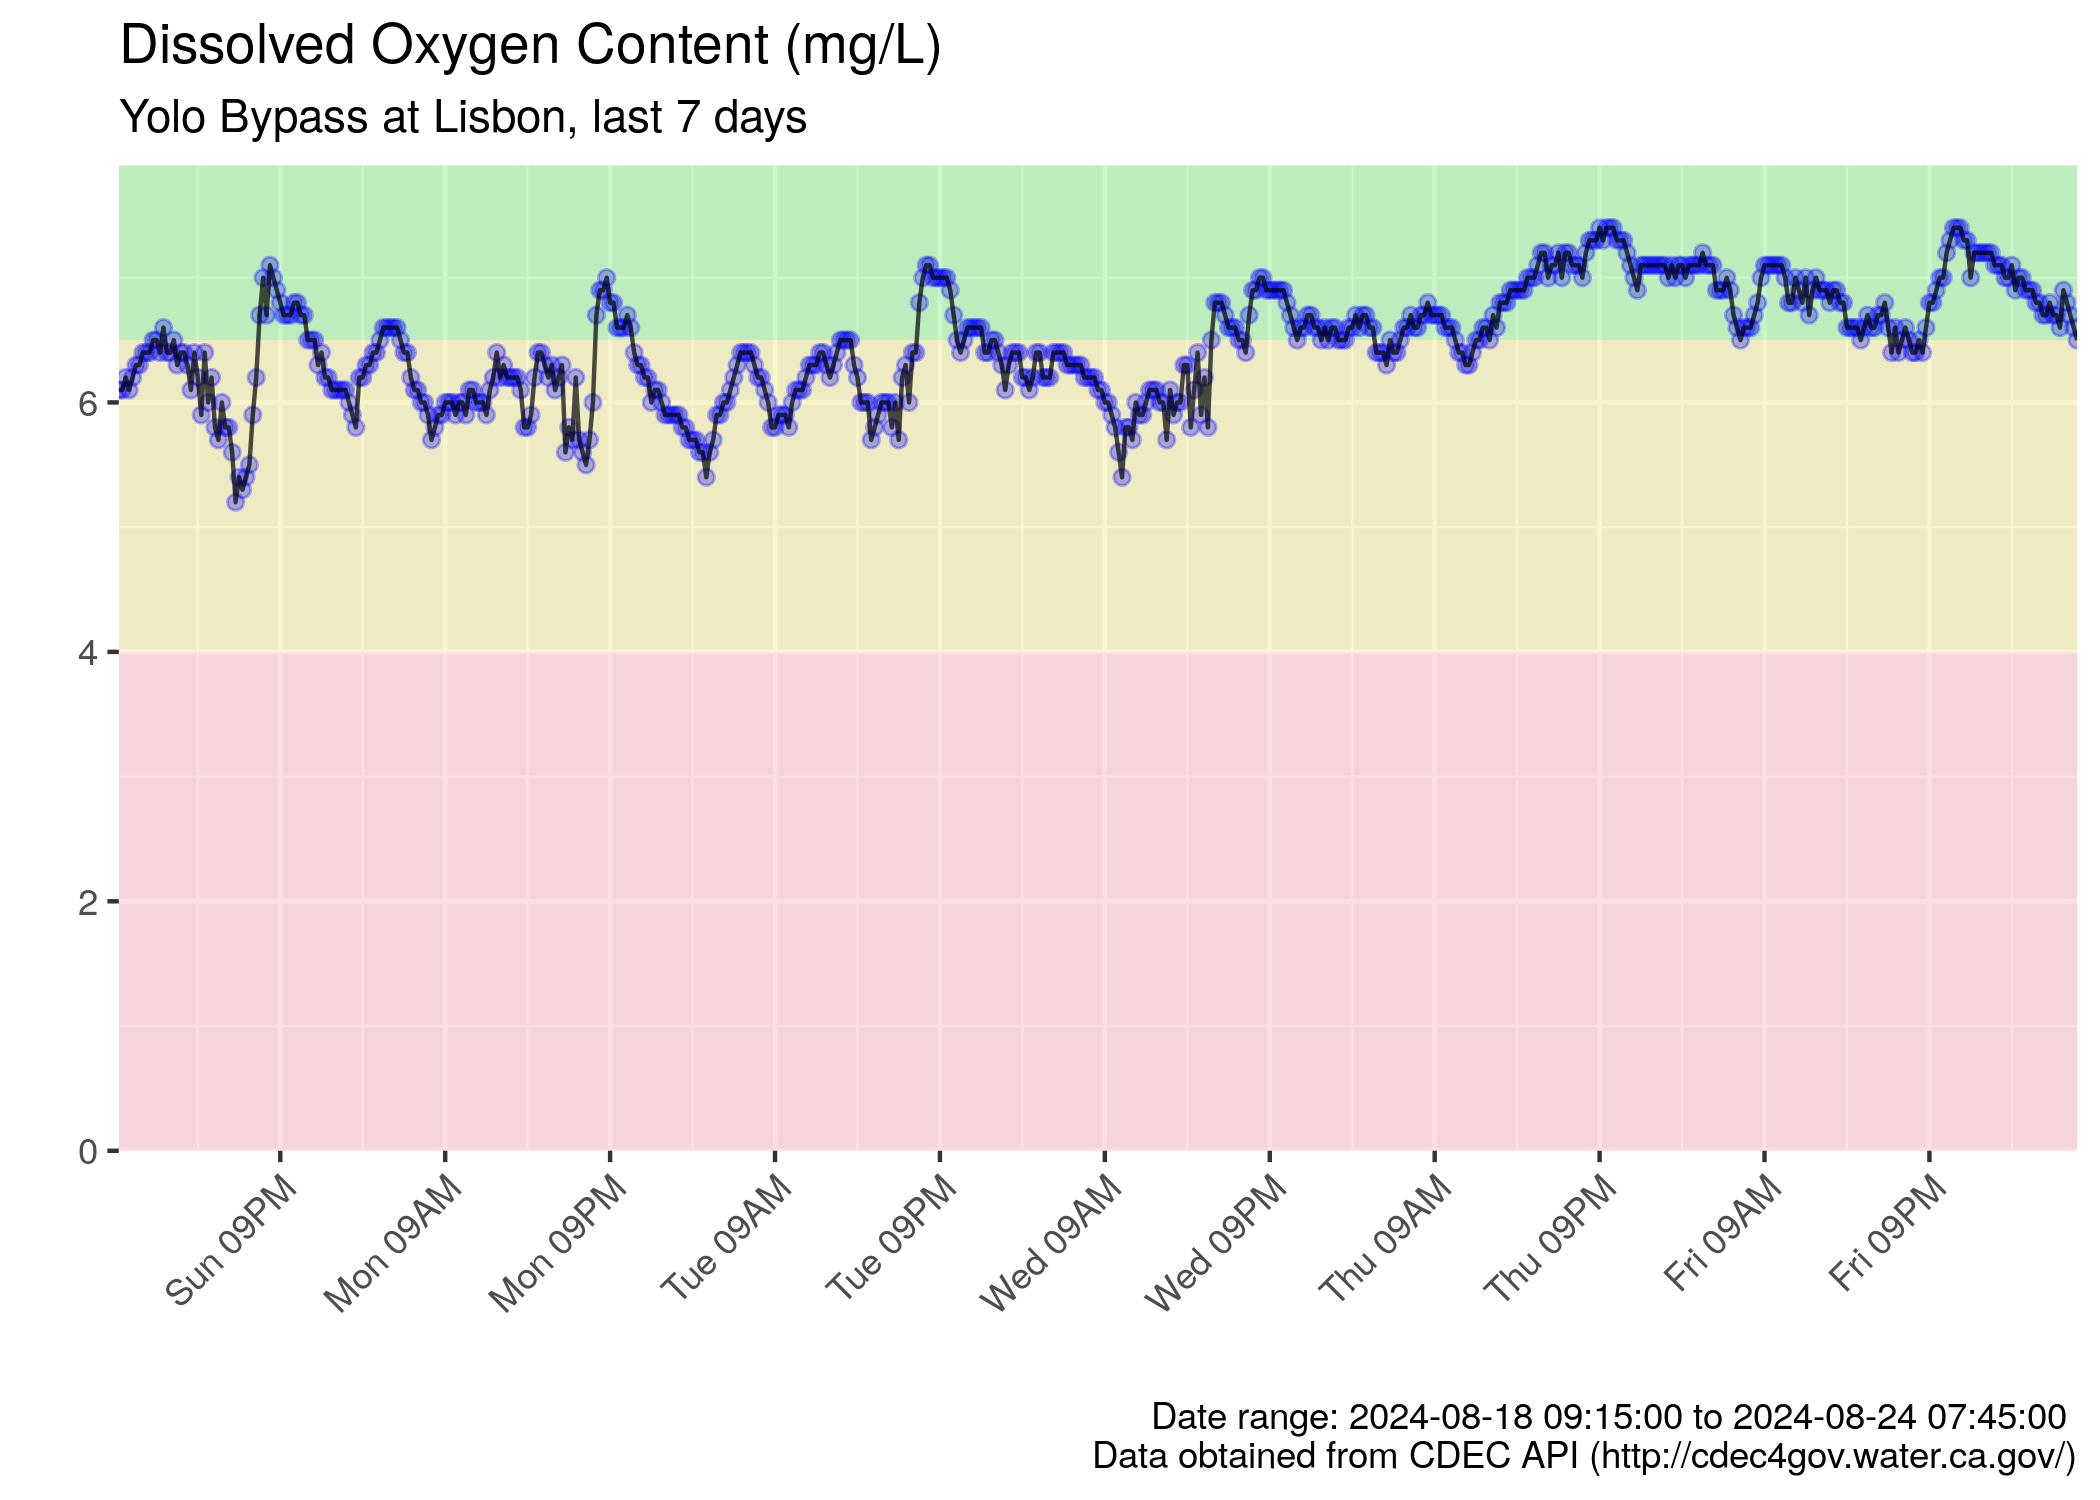 Dissolved Oxygen Content (mg/L)
Yolo Bypass at Lisbon, last 7 days
6
4
2
0
Sun 09PM
Mon 09AM
Mon 09PM
Tue 09AM
Tue 09PM
Wed 09AM
Wed 09PM
Thu 09AM
Thu 09PM
Fri 09AM
Fri 09PM
Date range: 2024-08-18 09:15:00 to 2024-08-24 07:45:00
Data obtained from CDEC API (http://cdec4gov.water.ca.gov/)